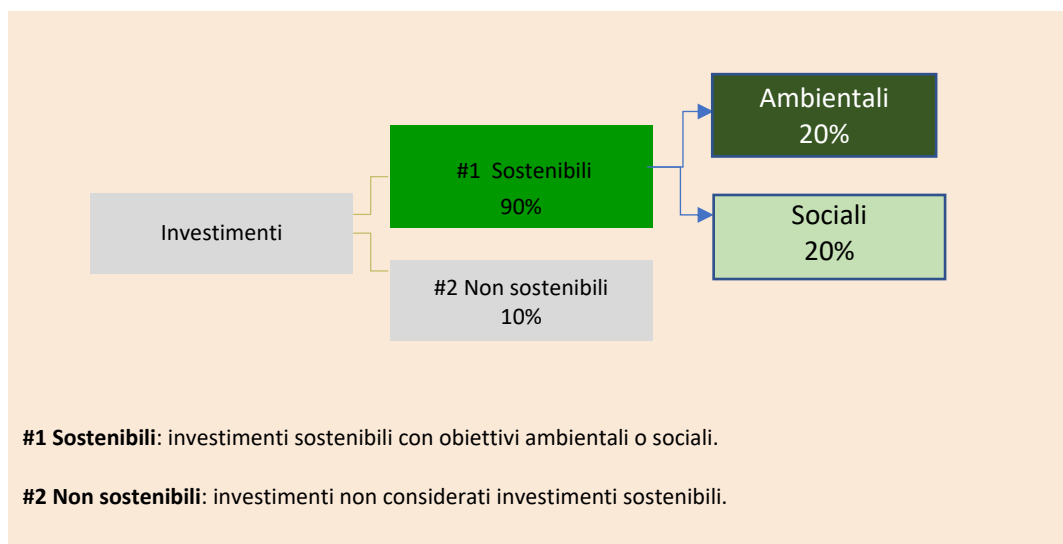 Ambientali
20%
#1 Sostenibili
90%
Sociali
20%
Investimenti
#2 Non sostenibili
10%
#1 Sostenibili: investimenti sostenibili con obiettivi ambientali o sociali.
#2 Non sostenibili: investimenti non considerati investimenti sostenibili.